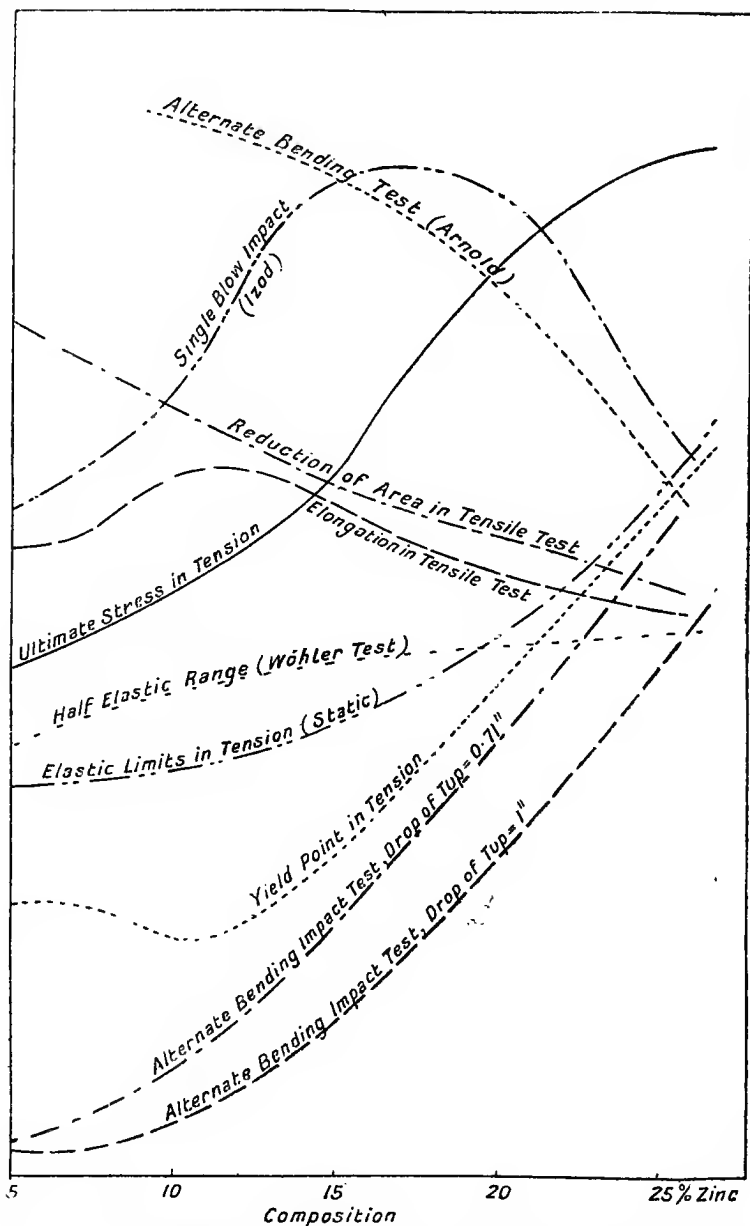 Alternate Bending Test (Arnold)
Single Blow Impact
(Izod)
Reduction of Area in Tensile Test
Elongation in Tensile Test
Ultimate Stress in Tension
Half Elastic Range (Wöhler Test)
Elastic Limits in Tension (Static)
Yield Point in Tension
Alternate Bending Impact Test, Drop of Tup=0.71"
Alternate Bending Impact Test, Drop of Tup=1"
5 10 15 20 25% Zinc
Composition